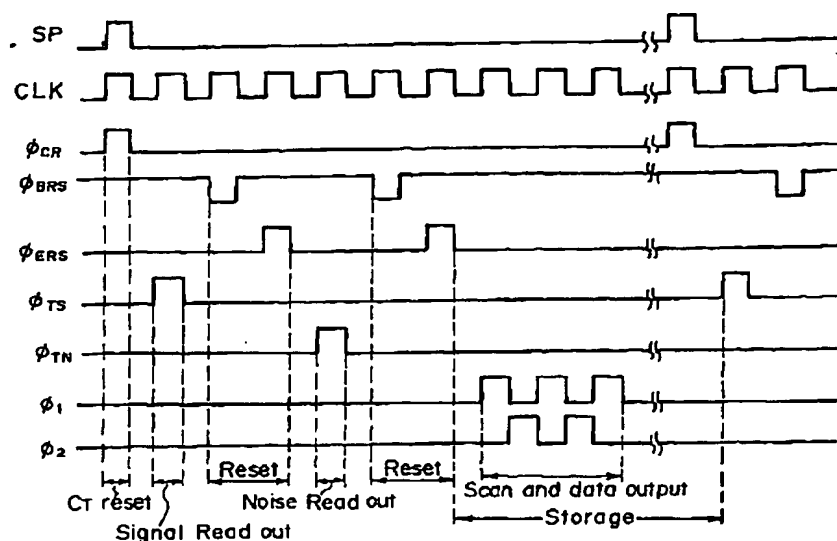 SP
CLK
φCR
φBRS
φERS
φTS
φTN
φ1
φ2
CT reset
Signal Read out
Reset
Noise Read out
Reset
Scan and data output
Storage